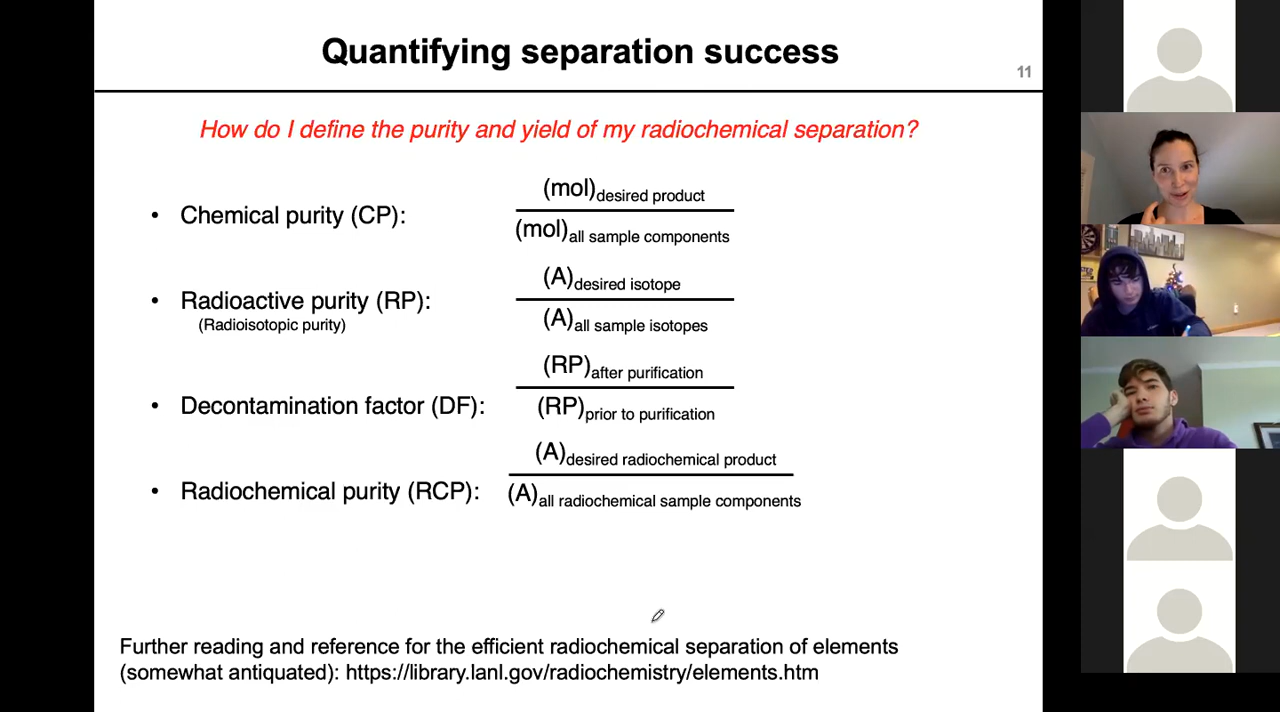 Quantifying separation success
11
How do I define the purity and yield of my radiochemical separation?
• Chemical purity (CP):
(mol)desired product
(mol)all sample components
• Radioactive purity (RP):
(Radioisotopic purity)
(A)desired isotope
(A)all sample isotopes
• Decontamination factor (DF):
(RP)after purification
(RP)prior to purification
• Radiochemical purity (RCP):
(A)desired radiochemical product
(A)all radiochemical sample components
Further reading and reference for the efficient radiochemical separation of elements
(somewhat antiquated): https://library.lanl.gov/radiochemistry/elements.htm